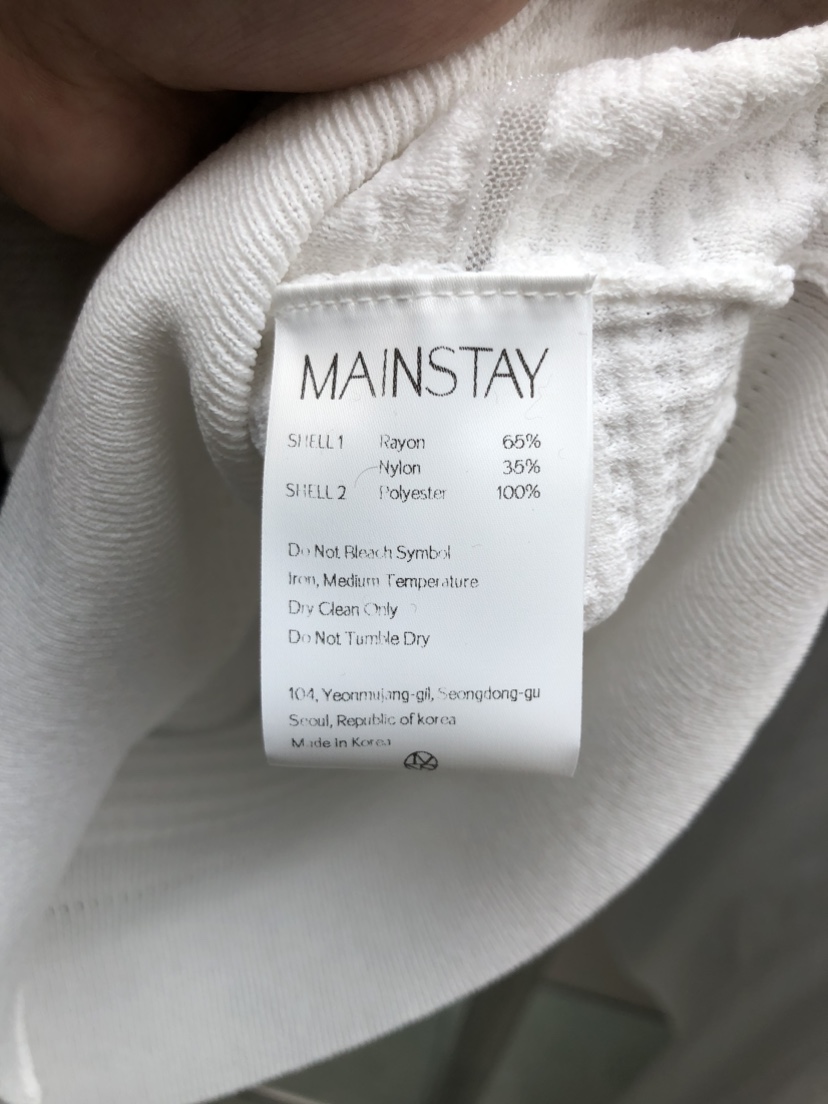 MAINSTAY
SHELL 1 Rayon 65%
Nylon 35%
SHELL 2 Polyester 100%
Do Not Bleach Symbol
Iron, Medium Temperature
Dry Clean Only
Do Not Tumble Dry
104, Yeonmujang-gil, Seongdong-gu
Seoul, Republic of korea
Made in Korea